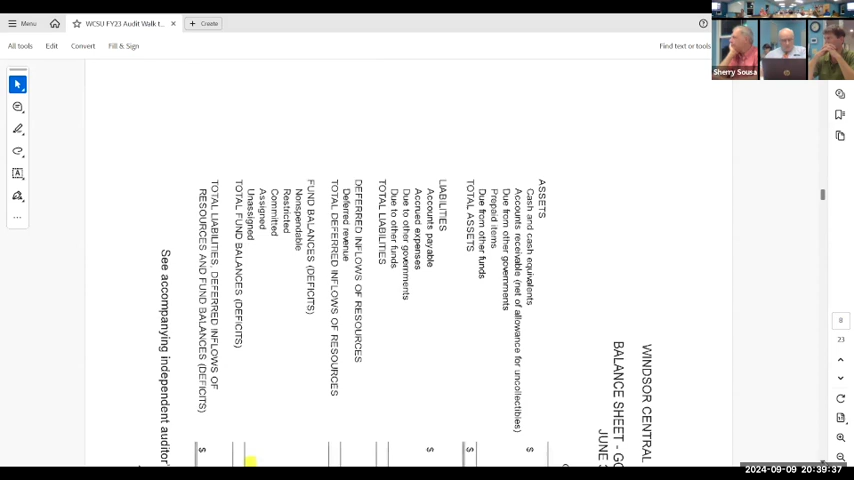 Menu
WCSU FY23 Audit Walk t...
Create
All tools
Edit
Convert
Fill & Sign
Find text or tools
Sherry Sousa
WINDSOR CENTRAL
BALANCE SHEET - GO
JUNE 3
ASSETS
Cash and cash equivalents
$
Accounts receivable (net of allowance for uncollectibles)
Due from other governments
Prepaid items
Due from other funds
TOTAL ASSETS
$
LIABILITIES
Accounts payable
$
Accrued expenses
Due to other governments
Due to other funds
TOTAL LIABILITIES
DEFERRED INFLOWS OF RESOURCES
Deferred revenue
TOTAL DEFERRED INFLOWS OF RESOURCES
FUND BALANCES (DEFICITS)
Nonspendable
Restricted
Committed
Assigned
Unassigned
TOTAL FUND BALANCES (DEFICITS)
TOTAL LIABILITIES, DEFERRED INFLOWS OF
RESOURCES AND FUND BALANCES (DEFICITS)
$
See accompanying independent auditor'
8
23
2024-09-09 20:39:37